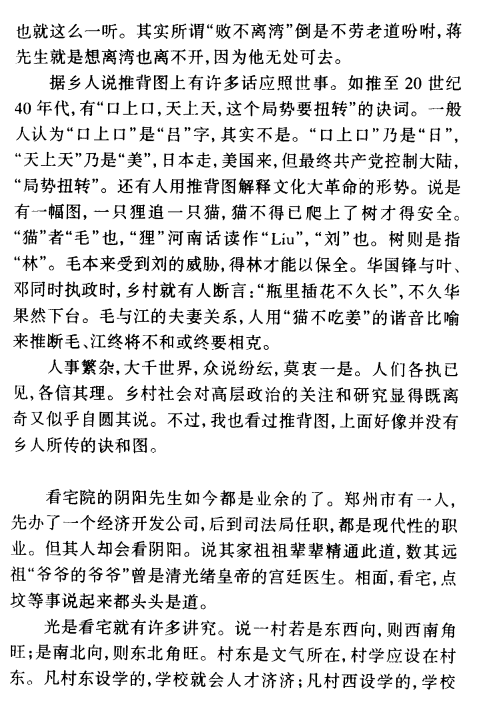 也就这么一听。其实所谓“败不离湾”倒是不劳老道吩咐,蒋
先生就是想离湾也离不开,因为他无处可去。
据乡人说推背图上有许多话应照世事。如推至 20 世纪
40 年代,有“口上口,天上天,这个局势要扭转”的诀词。一般
人认为“口上口”是“吕”字,其实不是。“口上口”乃是“日”,
“天上天”乃是“美”,日本走,美国来,但最终共产党控制大陆,
“局势扭转”。还有人用推背图解释文化大革命的形势。说是
有一幅图,一只狸追一只猫,猫不得已爬上了树才得安全。
“猫”者“毛”也,“狸”河南话读作“Liu”,“刘”也。树则是指
“林”。毛本来受到刘的威胁,得林才能以保全。华国锋与叶、
邓同时执政时,乡村就有人断言:“瓶里插花不久长”,不久华
果然下台。毛与江的夫妻关系,人用“猫不吃姜”的谐音比喻
来推断毛、江终将不和或终要相克。
人事繁杂,大千世界,众说纷纭,莫衷一是。人们各执已
见,各信其理。乡村社会对高层政治的关注和研究显得既离
奇又似乎自圆其说。不过,我也看过推背图,上面好像并没有
乡人所传的诀和图。
看宅院的阴阳先生如今都是业余的了。郑州市有一人,
先办了一个经济开发公司,后到司法局任职,都是现代性的职
业。但其人却会看阴阳。说其家祖祖辈辈精通此道,数其远
祖“爷爷的爷爷”曾是清光绪皇帝的宫廷医生。相面,看宅,点
坟等事说起来都头头是道。
光是看宅就有许多讲究。说一村若是东西向,则西南角
旺;是南北向,则东北角旺。村东是文气所在,村学应设在村
东。凡村东设学的,学校就会人才济济;凡村西设学的,学校